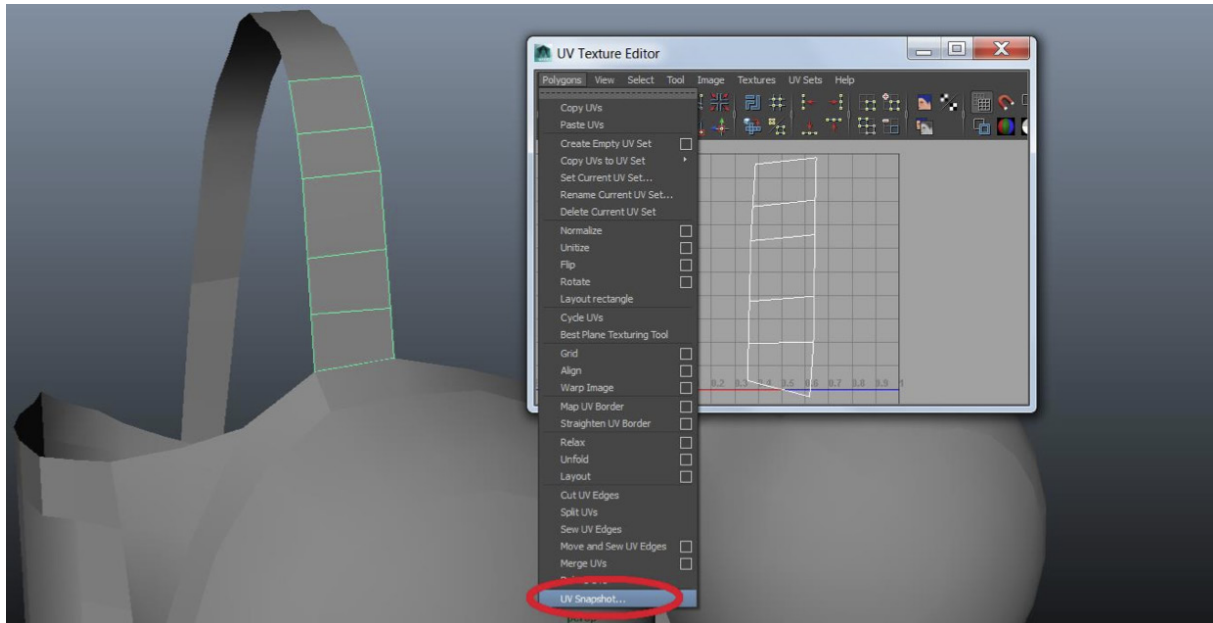 UV Texture Editor
Polygons View Select Tool Image Textures UV Sets Help
Copy UVs
Paste UVs
Create Empty UV Set
Copy UVs to UV Set
Set Current UV Set...
Rename Current UV Set...
Delete Current UV Set
Normalize
Unitize
Flip
Rotate
Layout rectangle
Cycle UVs
Best Plane Texturing Tool
Grid
Align
Warp Image
0.2 0.3 0.4 0.5 0.6 0.7 0.8 0.9 1
Map UV Border
Straighten UV Border
Relax
Unfold
Layout
Cut UV Edges
Split UVs
Sew UV Edges
Move and Sew UV Edges
Merge UVs
UV Snapshot...